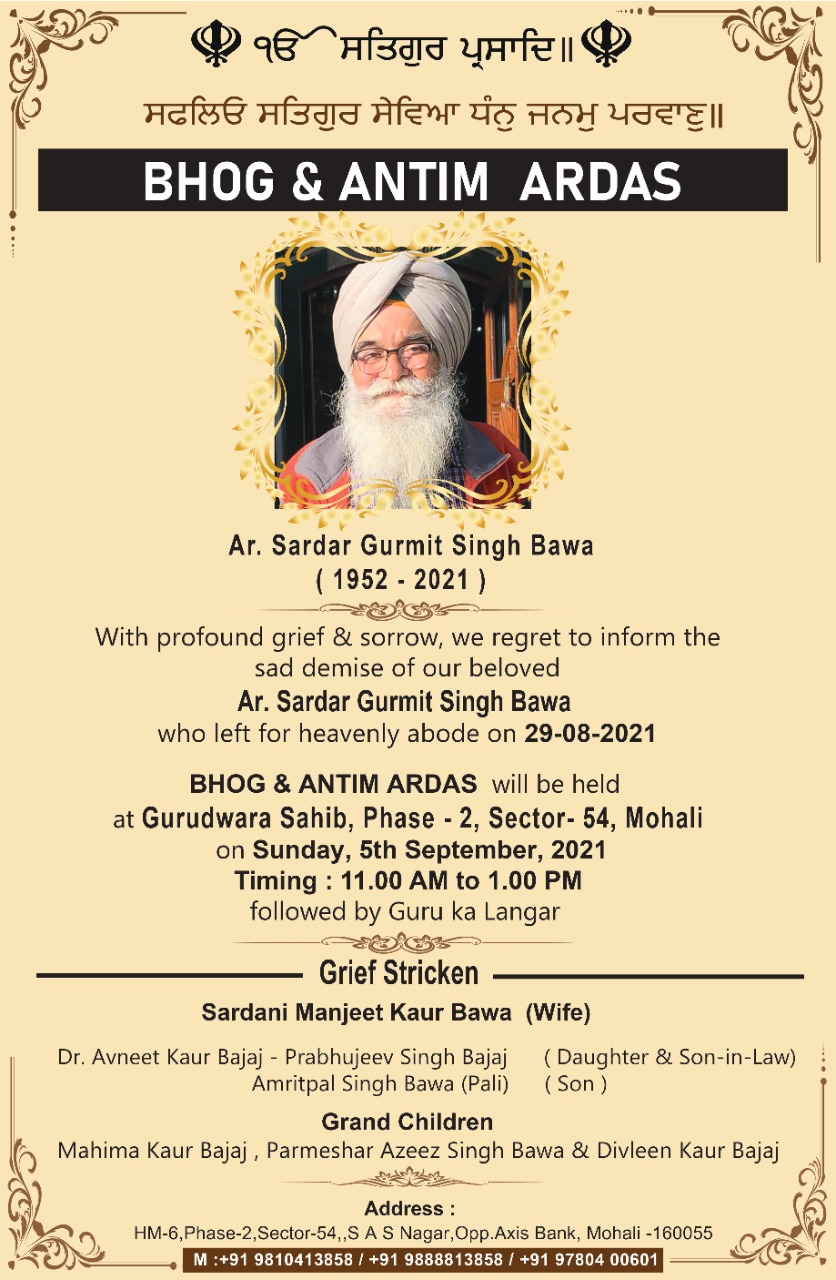 ੴ ਸਤਿਗੁਰ ਪ੍ਰਸਾਦਿ॥
ਸਫਲਿਓ ਸਤਿਗੁਰ ਸੇਵਿਆ ਧੰਨੁ ਜਨਮੁ ਪਰਵਾਣੁ॥
BHOG & ANTIM ARDAS
Ar. Sardar Gurmit Singh Bawa
( 1952 - 2021 )
With profound grief & sorrow, we regret to inform the
sad demise of our beloved
Ar. Sardar Gurmit Singh Bawa
who left for heavenly abode on 29-08-2021
BHOG & ANTIM ARDAS will be held
at Gurudwara Sahib, Phase - 2, Sector- 54, Mohali
on Sunday, 5th September, 2021
Timing : 11.00 AM to 1.00 PM
followed by Guru ka Langar
Grief Stricken
Sardani Manjeet Kaur Bawa (Wife)
Dr. Avneet Kaur Bajaj - Prabhujeev Singh Bajaj ( Daughter & Son-in-Law)
Amritpal Singh Bawa (Pali) ( Son )
Grand Children
Mahima Kaur Bajaj , Parmeshar Azeez Singh Bawa & Divleen Kaur Bajaj
Address :
HM-6,Phase-2,Sector-54,,S A S Nagar,Opp.Axis Bank, Mohali -160055
M :+91 9810413858 / +91 9888813858 / +91 97804 00601